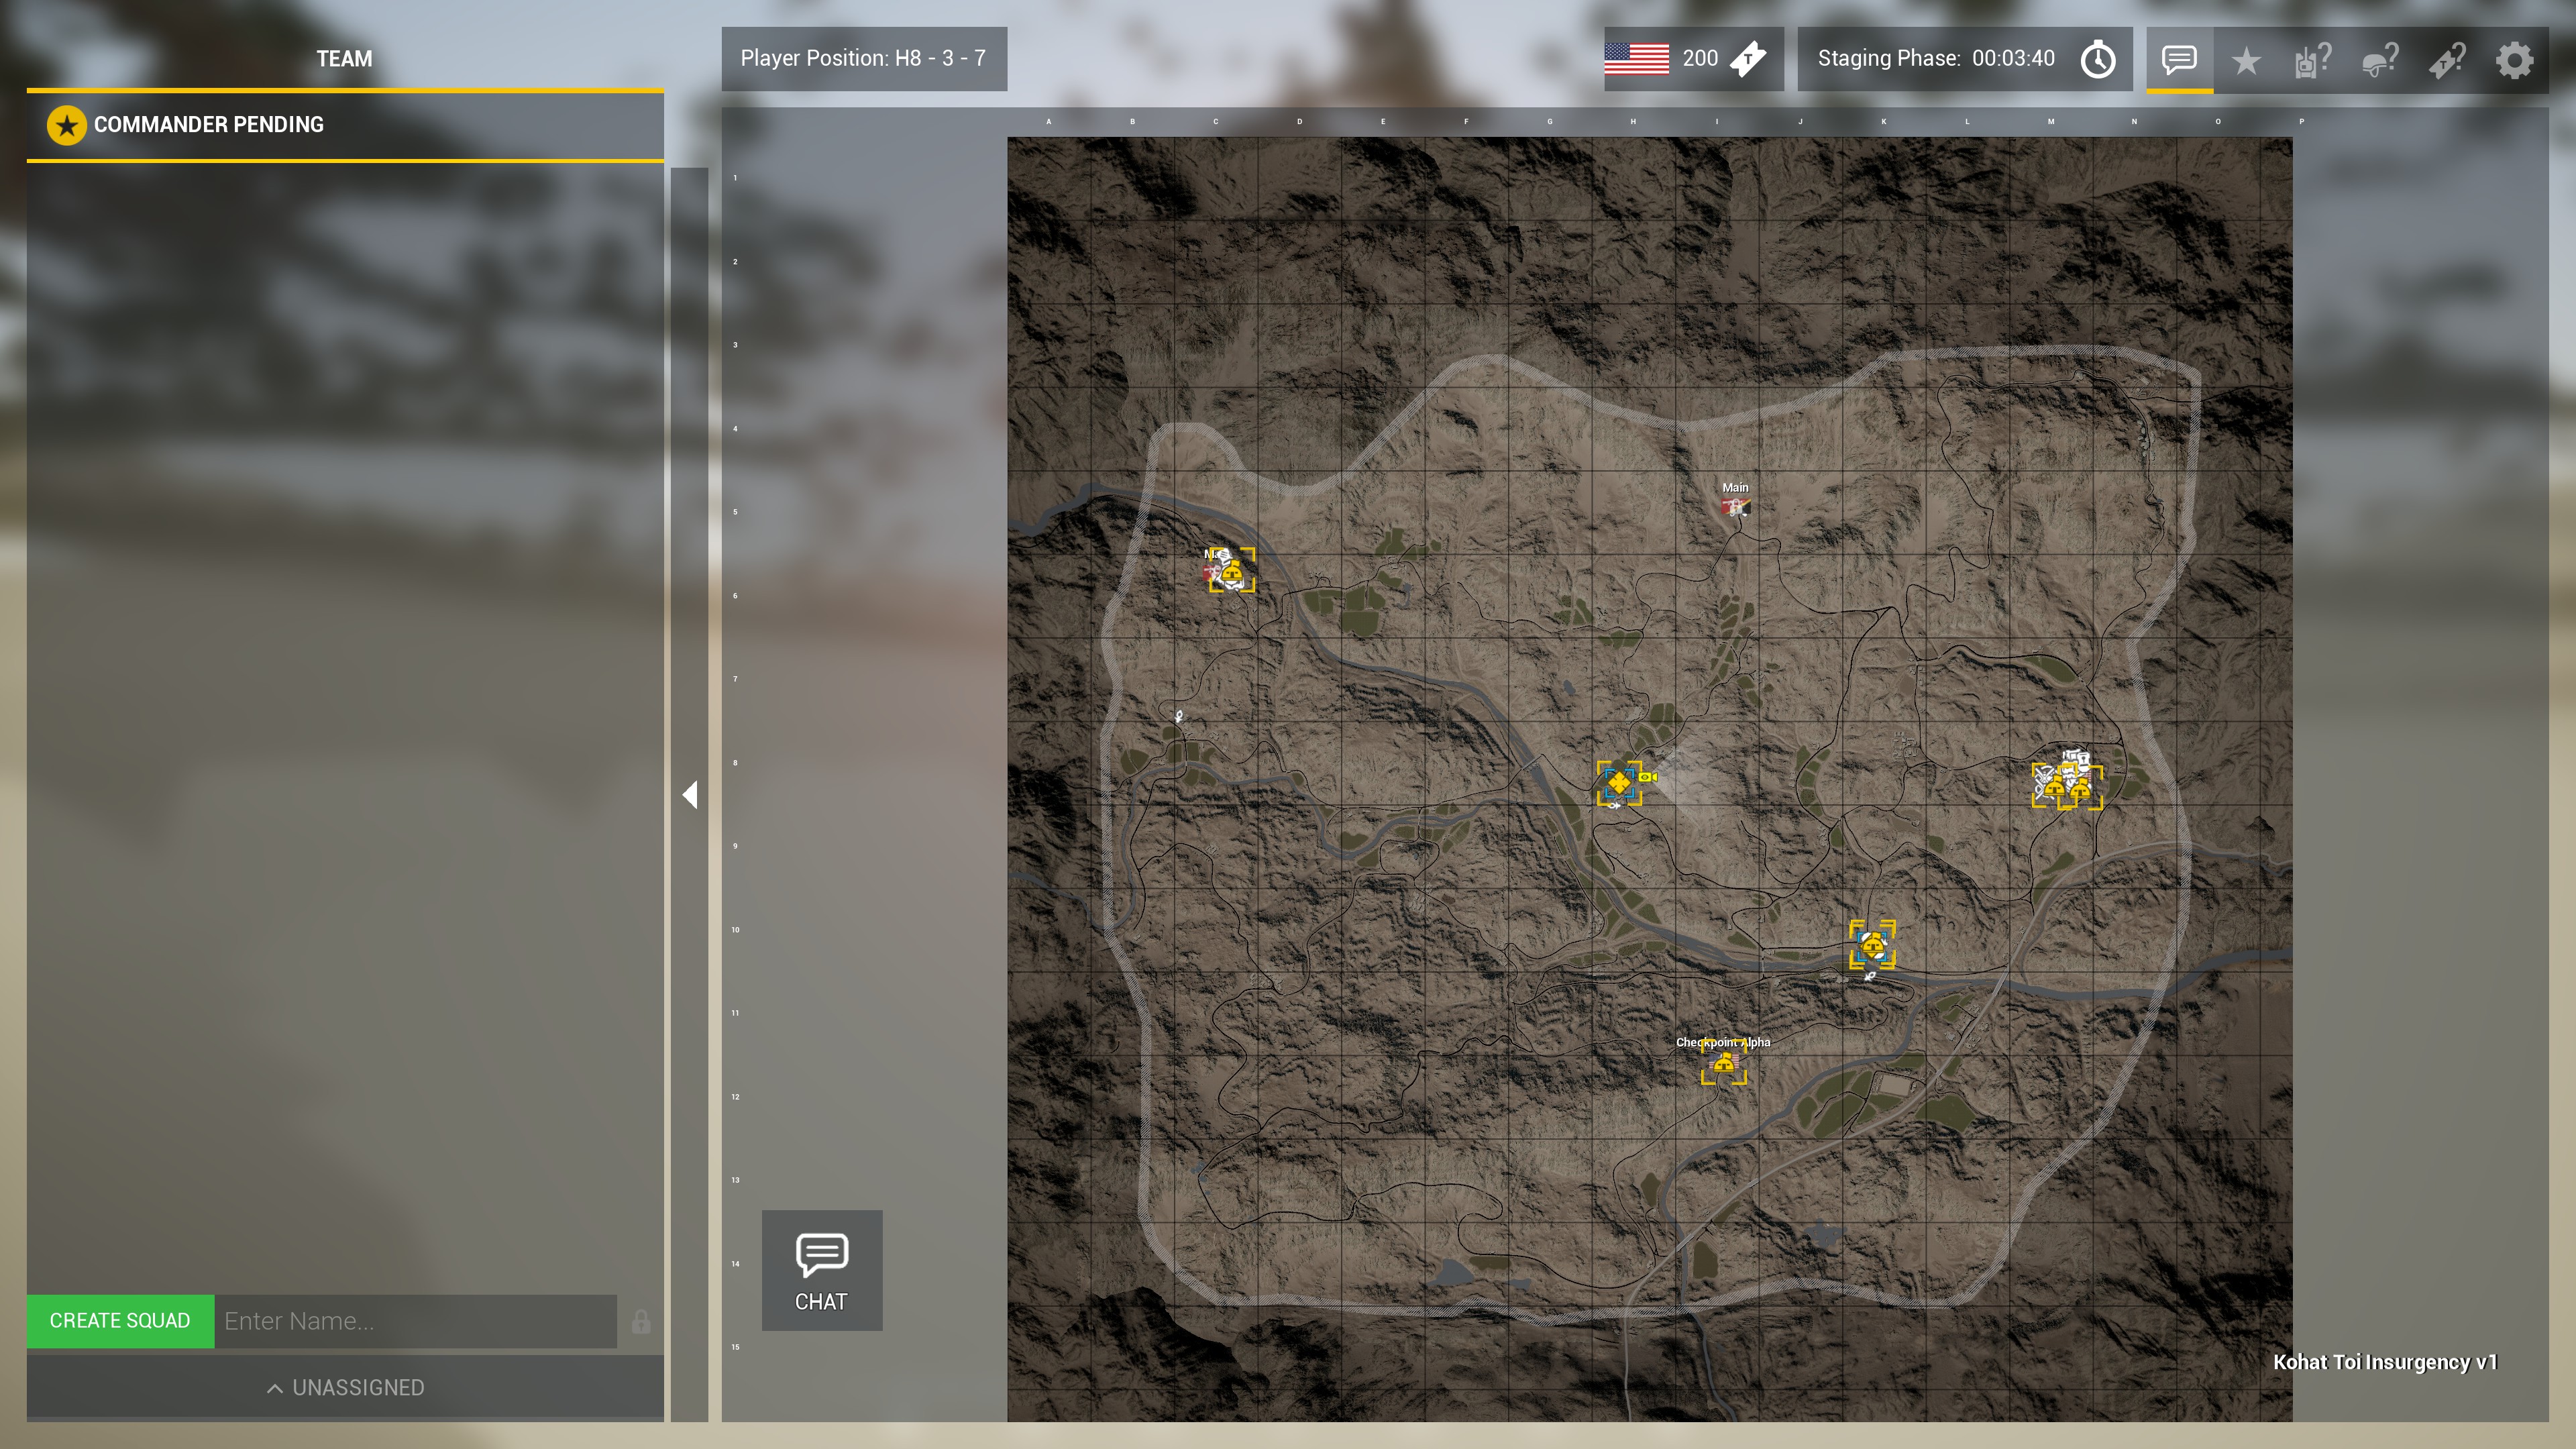 TEAM
Player Position: H8 - 3 - 7
200
T
Staging Phase: 00:03:40
?
?
T?
COMMANDER PENDING
A B C D E F G H I J K L M N O P
1
2
3
4
5
6
7
8
9
10
11
12
13
14
15
Main
Checkpoint Alpha
CHAT
CREATE SQUAD
Enter Name...
UNASSIGNED
Kohat Toi Insurgency v1